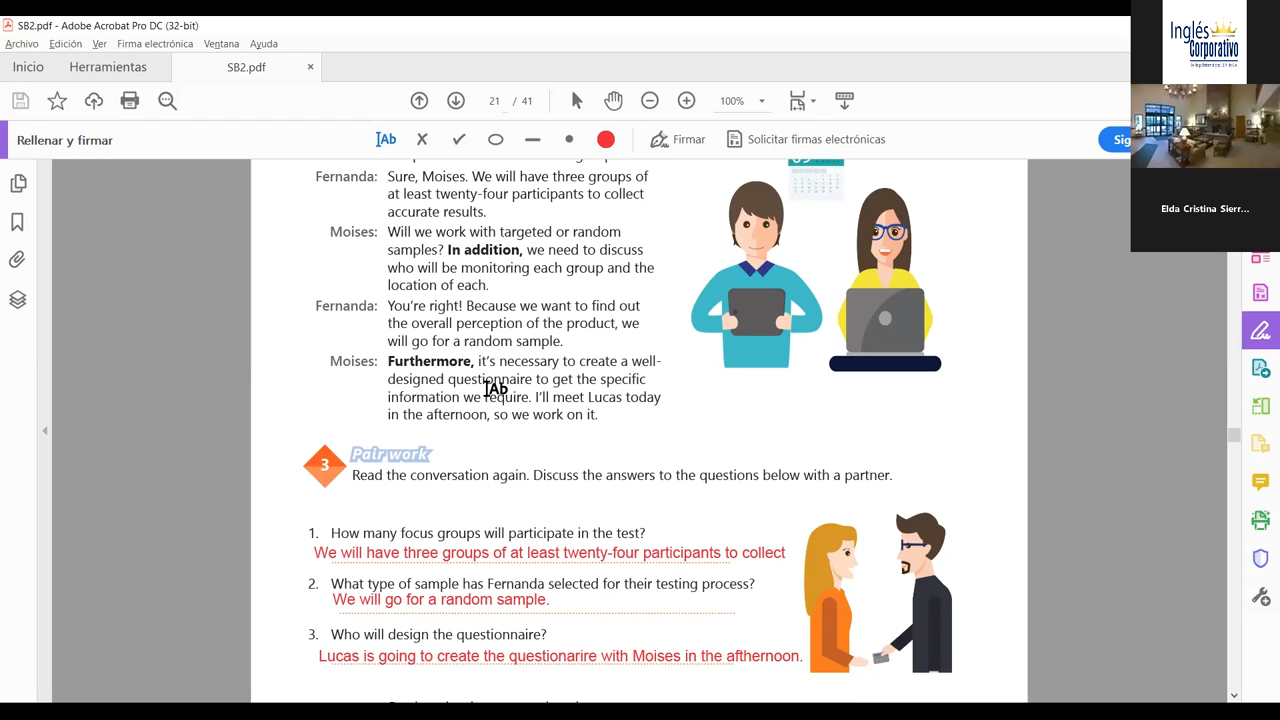 SB2.pdf - Adobe Acrobat Pro DC (32-bit)
Archivo Edición Ver Firma electrónica Ventana Ayuda
Inicio Herramientas SB2.pdf ×
21 / 41 100%
Rellenar y firmar
Ab Firmar Solicitar firmas electrónicas Sig
Inglés
Corporativo
Elda Cristina Sierr...
Fernanda: Sure, Moises. We will have three groups of
at least twenty-four participants to collect
accurate results.
Moises: Will we work with targeted or random
samples? In addition, we need to discuss
who will be monitoring each group and the
location of each.
Fernanda: You're right! Because we want to find out
the overall perception of the product, we
will go for a random sample.
Moises: Furthermore, it's necessary to create a well-
designed questionnaire to get the specific
information we require. I'll meet Lucas today
in the afternoon, so we work on it.
Ab
3 Pair work
Read the conversation again. Discuss the answers to the questions below with a partner.
1. How many focus groups will participate in the test?
We will have three groups of at least twenty-four participants to collect
2. What type of sample has Fernanda selected for their testing process?
We will go for a random sample.
3. Who will design the questionnaire?
Lucas is going to create the questionarire with Moises in the afthernoon.